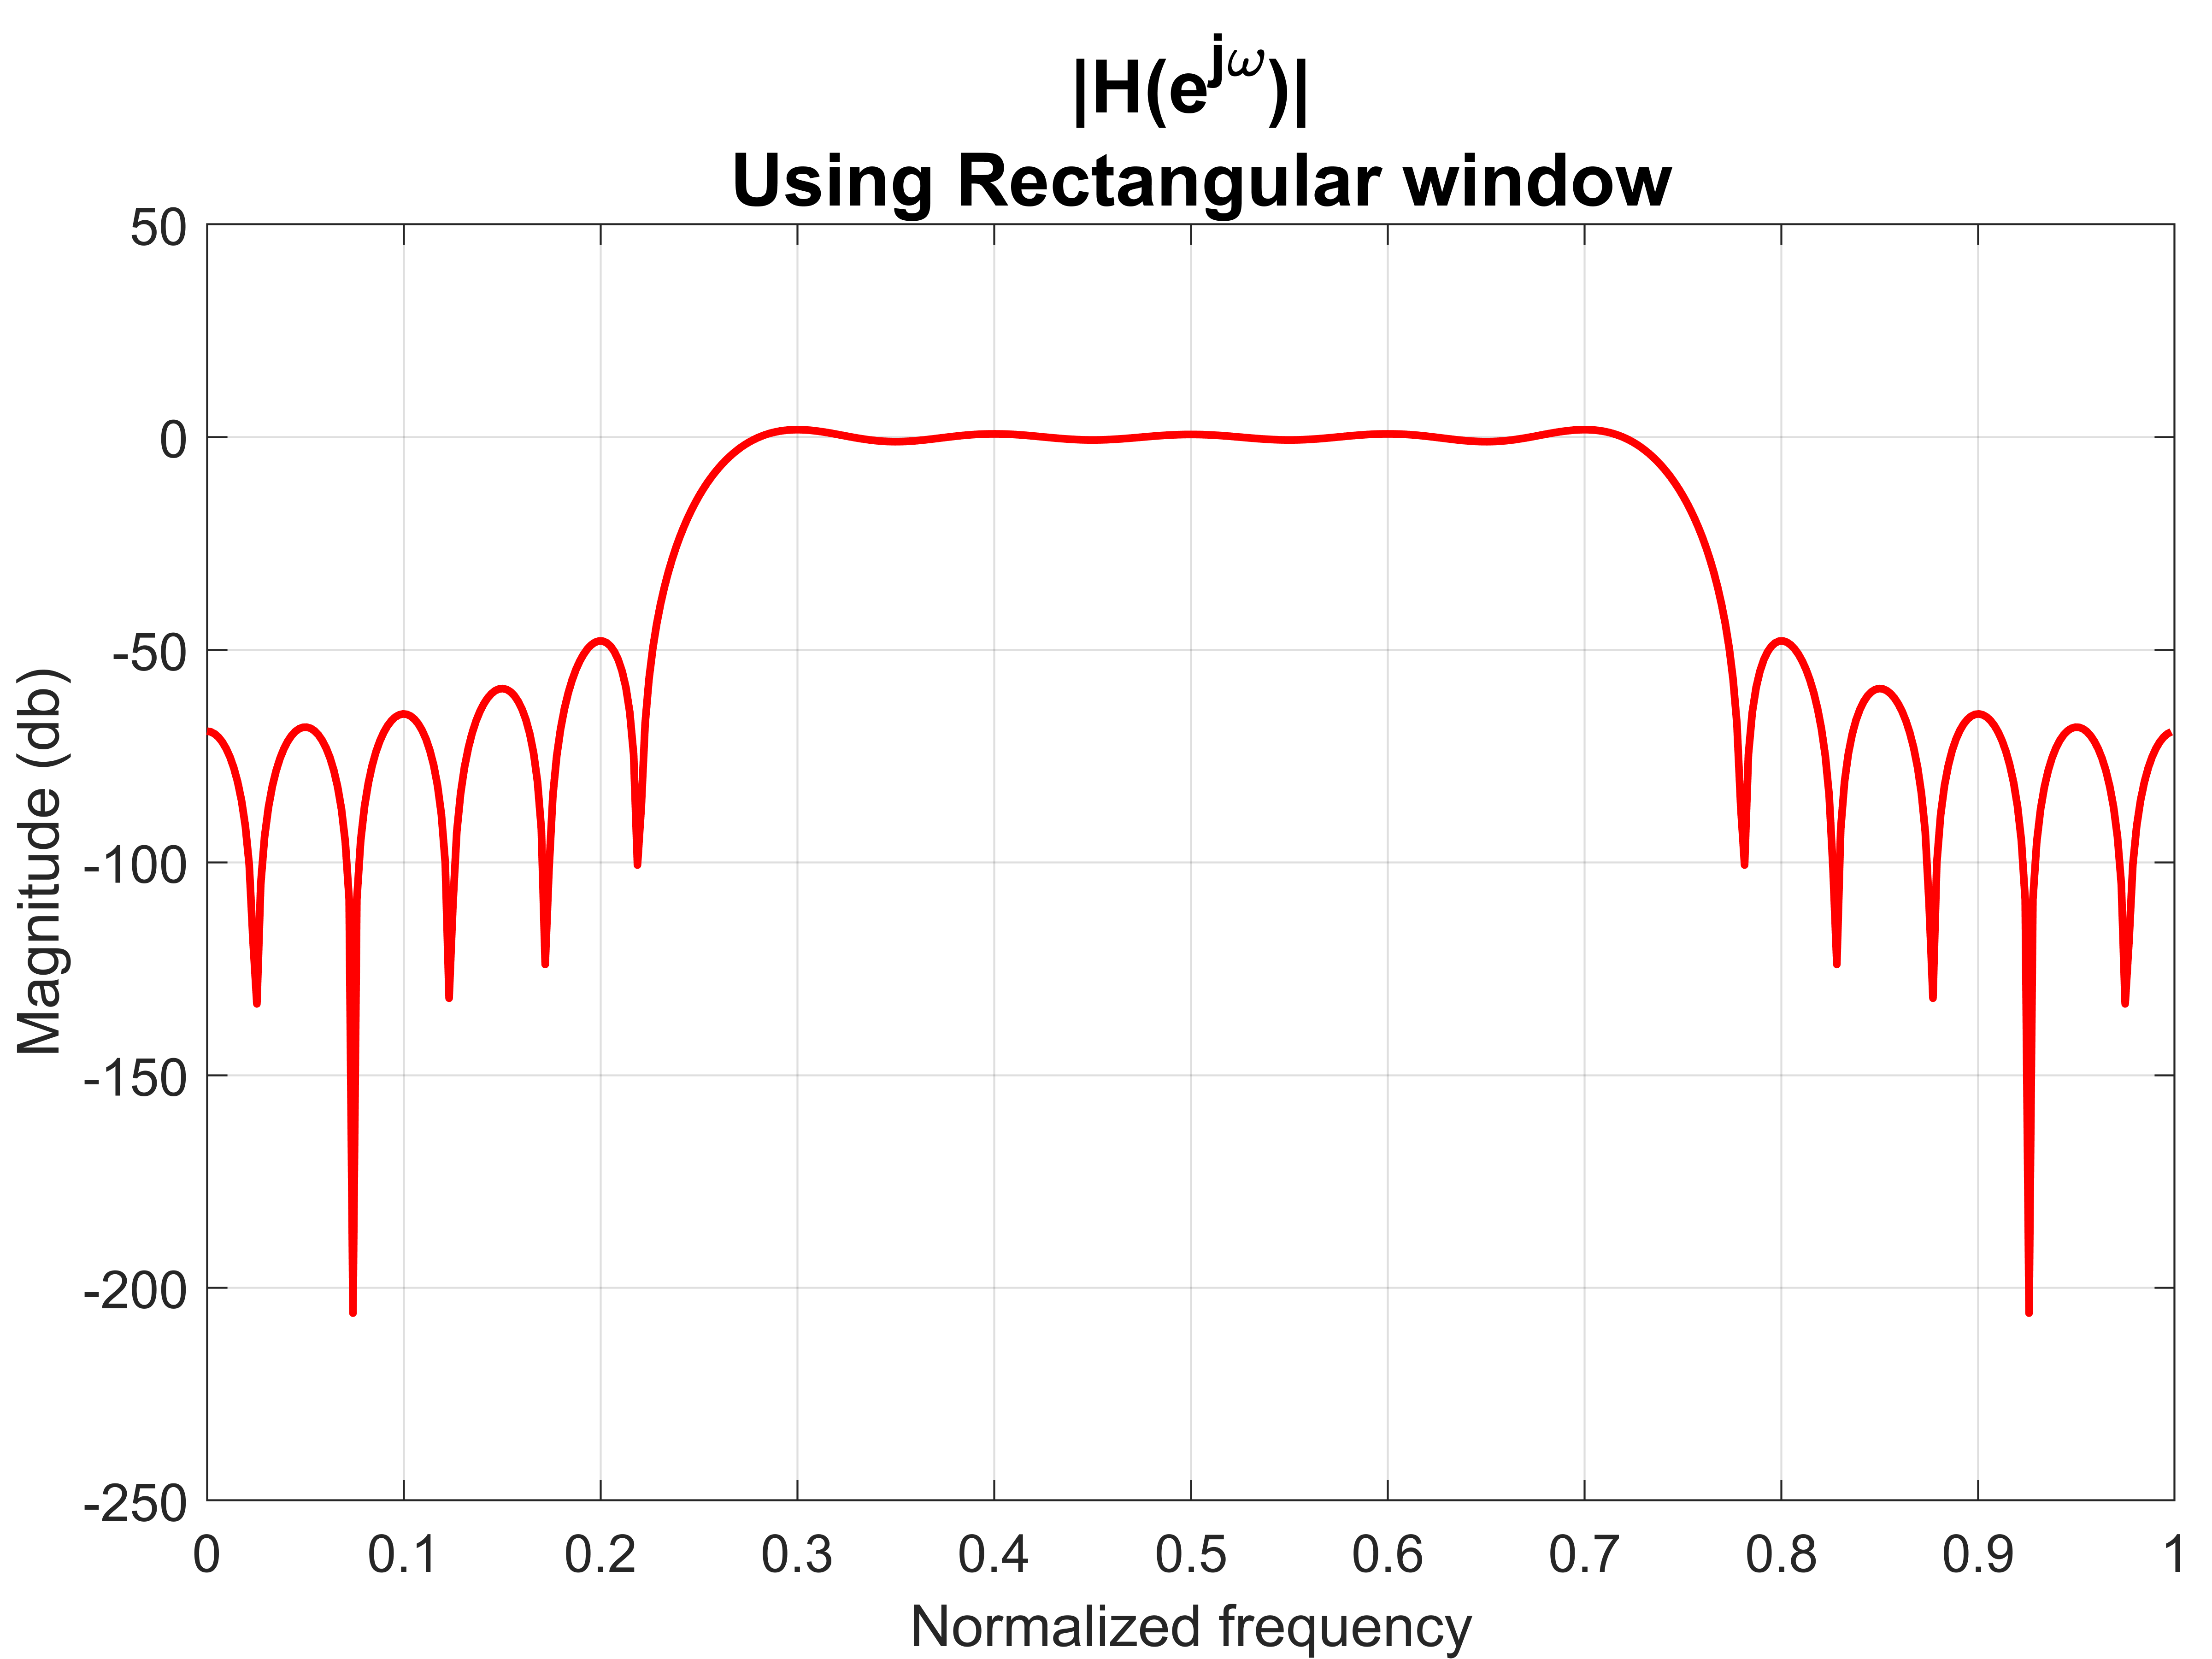 |H(e^{jω})|
Using Rectangular window
50
0
-50
-100
-150
-200
-250
Magnitude (db)
0 0.1 0.2 0.3 0.4 0.5 0.6 0.7 0.8 0.9 1
Normalized frequency